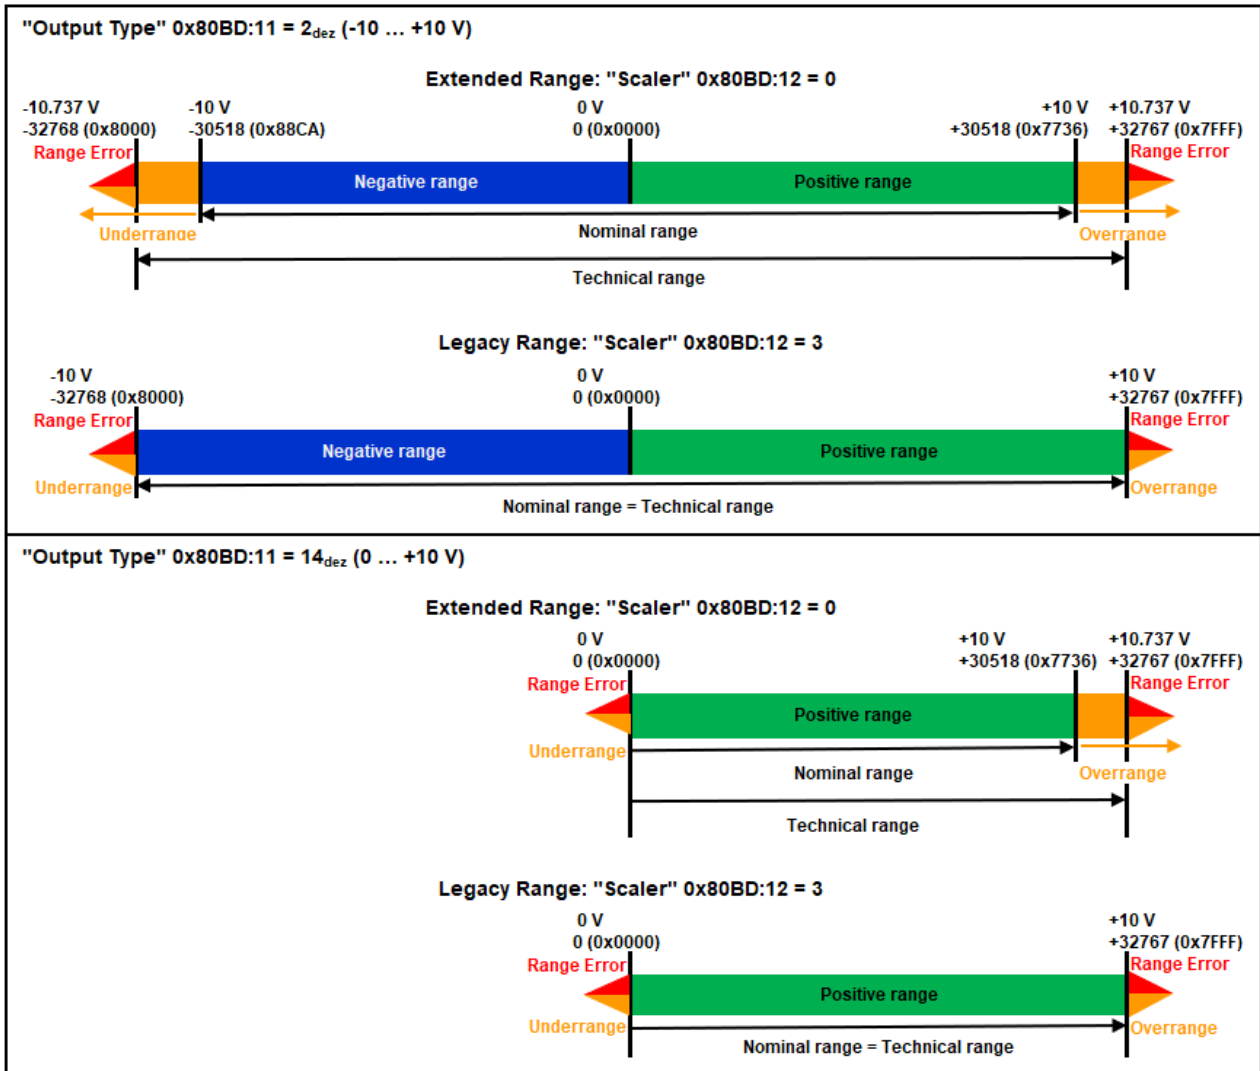 "Output Type" 0x80BD:11 = 2dez (-10 ... +10 V)
Extended Range: "Scaler" 0x80BD:12 = 0
-10.737 V -10 V 0 V +10 V +10.737 V
-32768 (0x8000) -30518 (0x88CA) 0 (0x0000) +30518 (0x7736) +32767 (0x7FFF)
Range Error Range Error
Negative range Positive range
Underrange Nominal range Overrange
Technical range
Legacy Range: "Scaler" 0x80BD:12 = 3
-10 V 0 V +10 V
-32768 (0x8000) 0 (0x0000) +32767 (0x7FFF)
Range Error Range Error
Negative range Positive range
Underrange Overrange
Nominal range = Technical range
"Output Type" 0x80BD:11 = 14dez (0 ... +10 V)
Extended Range: "Scaler" 0x80BD:12 = 0
0 V +10 V +10.737 V
0 (0x0000) +30518 (0x7736) +32767 (0x7FFF)
Range Error Range Error
Positive range
Underrange
Nominal range Overrange
Technical range
Legacy Range: "Scaler" 0x80BD:12 = 3
0 V +10 V
0 (0x0000) +32767 (0x7FFF)
Range Error Range Error
Positive range
Underrange Overrange
Nominal range = Technical range